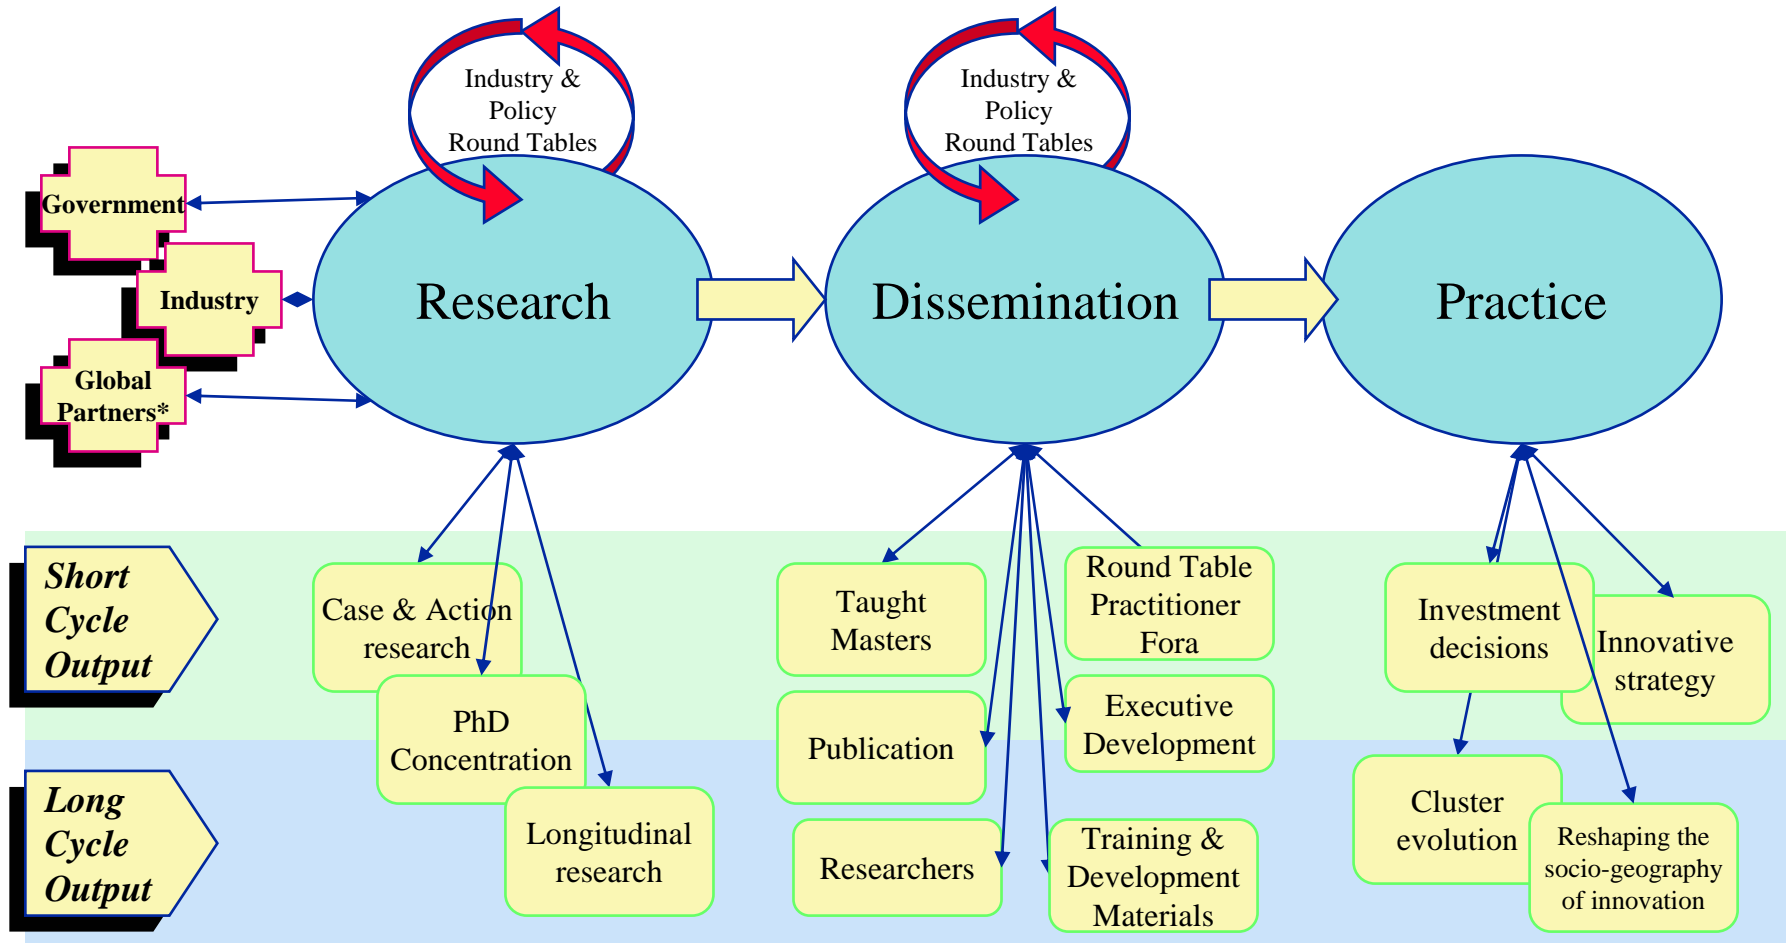 Industry &
Policy
Round Tables
Industry &
Policy
Round Tables
Government
Industry
Global
Partners*
Research
Dissemination
Practice
Short
Cycle
Output
Case & Action
research
PhD
Concentration
Taught
Masters
Round Table
Practitioner
Fora
Publication
Executive
Development
Investment
decisions
Innovative
strategy
Long
Cycle
Output
Longitudinal
research
Researchers
Training &
Development
Materials
Cluster
evolution
Reshaping the
socio-geography
of innovation